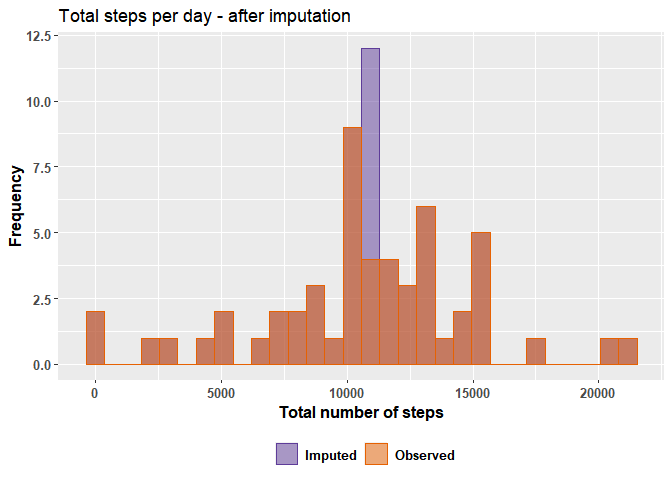 Total steps per day - after imputation
12.5
10.0
7.5
5.0
2.5
0.0
Frequency
0 5000 10000 15000 20000
Total number of steps
Imputed Observed